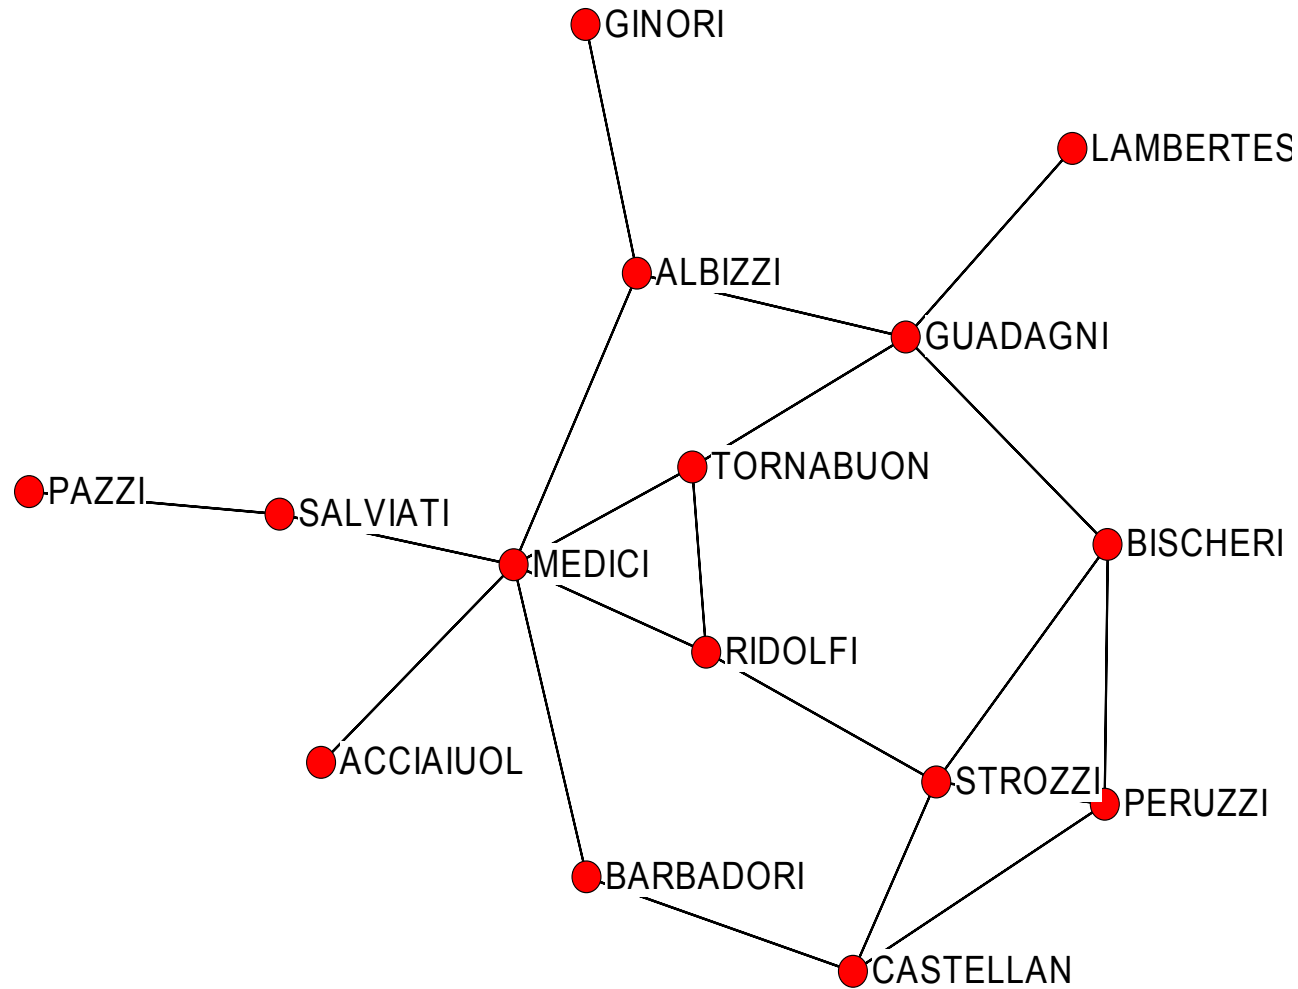 GINORI
LAMBERTES
ALBIZZI
GUADAGNI
TORNABUON
PAZZI
SALVIATI
BISCHERI
MEDICI
RIDOLFI
ACCIAIUOL
STROZZI
PERUZZI
BARBADORI
CASTELLAN